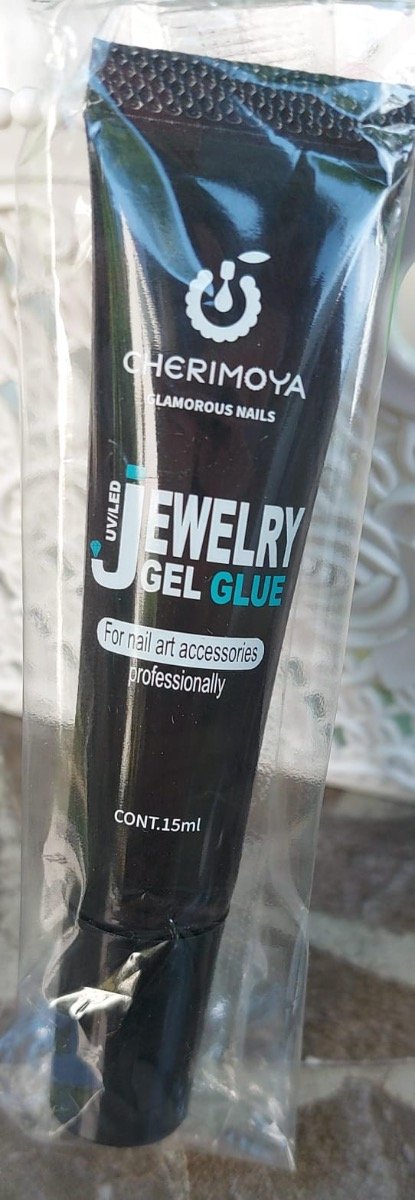 CHERIMOYA
GLAMOROUS NAILS
UV/LED
JEWELRY
GEL GLUE
For nail art accessories
professionally
CONT.15ml